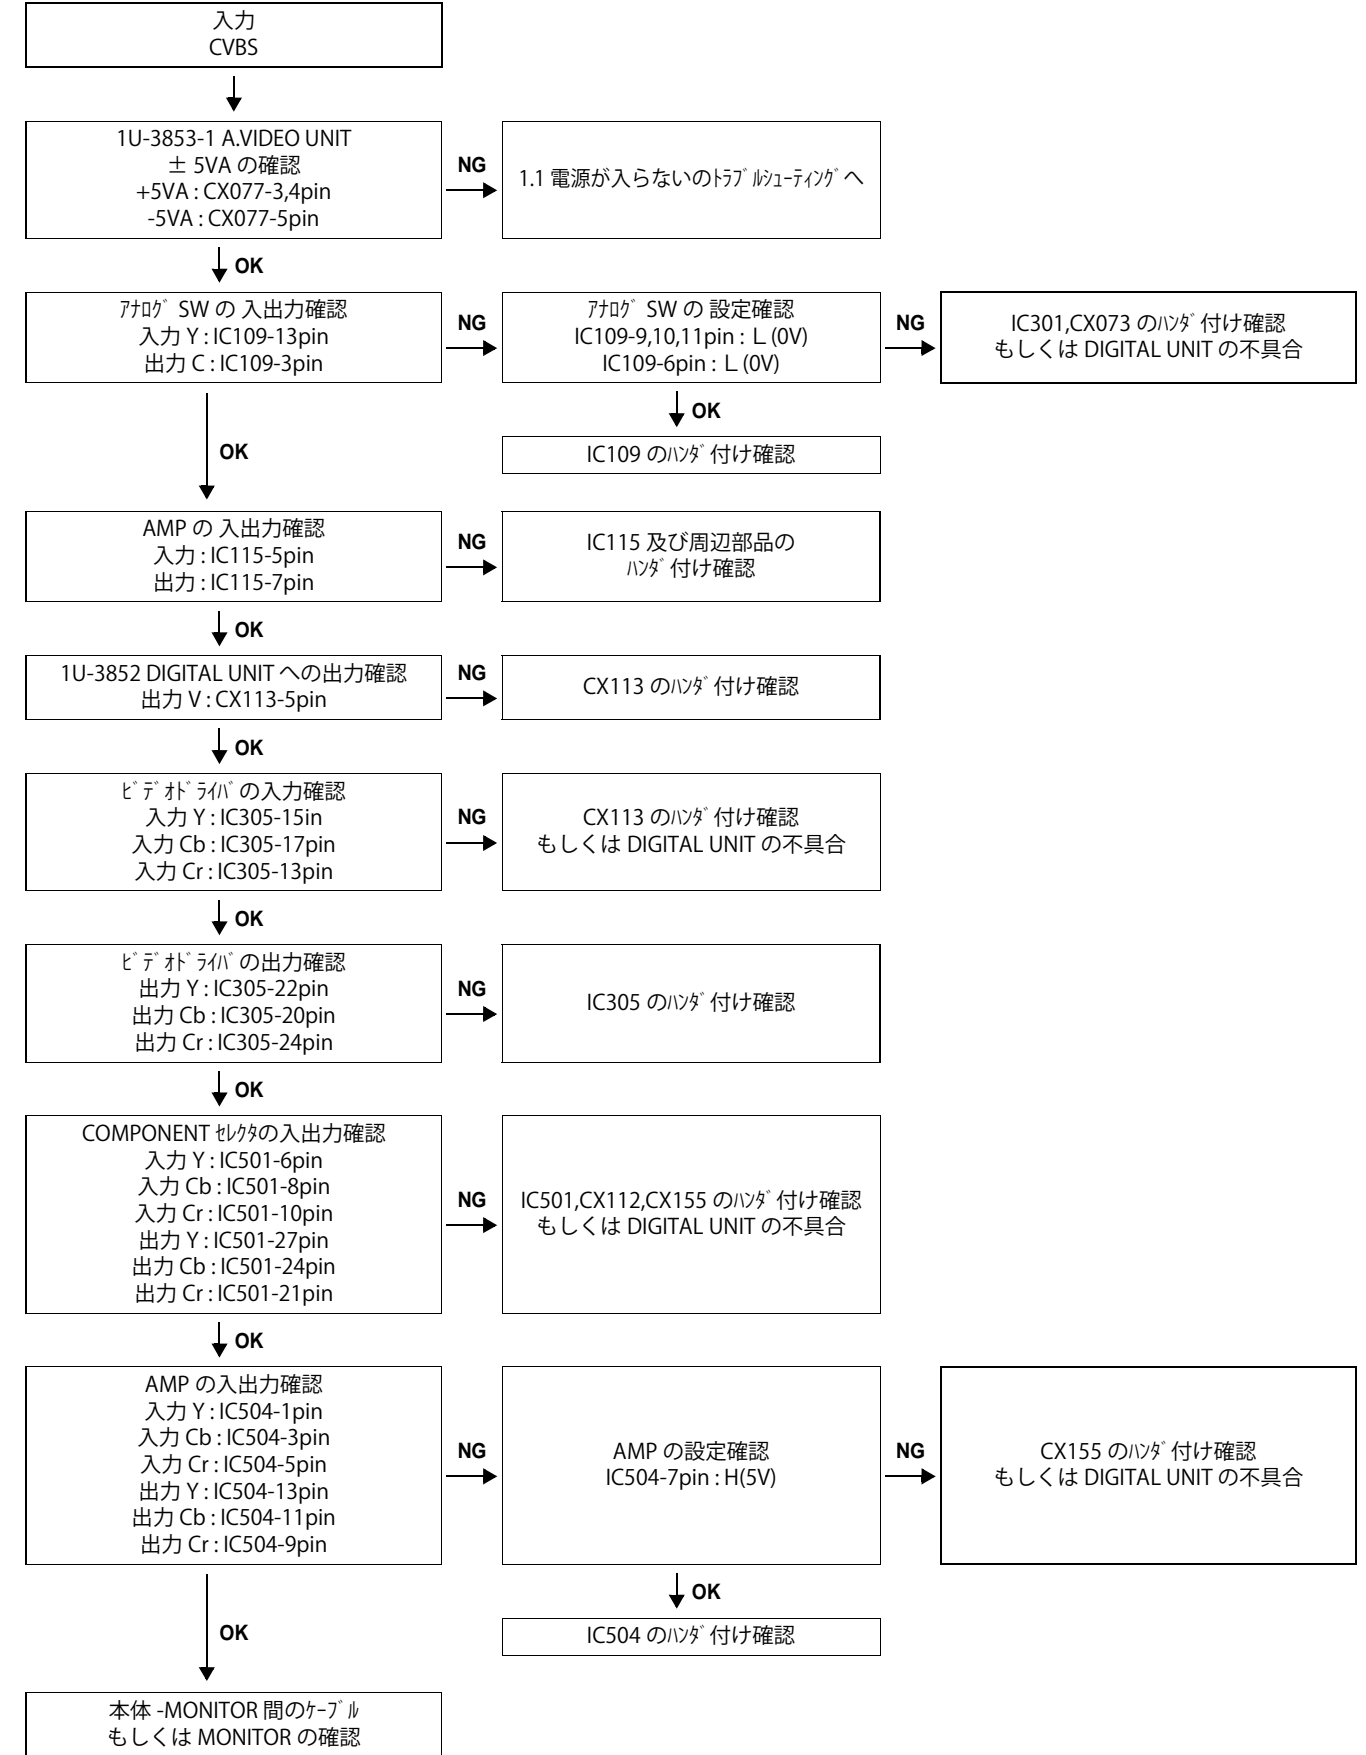 入力
CVBS
1U-3853-1 A.VIDEO UNIT
± 5VA の確認
+5VA : CX077-3,4pin
-5VA : CX077-5pin
NG
1.1 電源が入らないのﾄﾗﾌﾞﾙｼｭｰﾃｨﾝｸﾞへ
OK
ｱﾅﾛｸﾞ SW の 入出力確認
入力 Y : IC109-13pin
出力 C : IC109-3pin
NG
ｱﾅﾛｸﾞ SW の 設定確認
IC109-9,10,11pin : L (0V)
IC109-6pin : L (0V)
NG
IC301,CX073 のﾊﾝﾀﾞ付け確認
もしくは DIGITAL UNIT の不具合
OK
IC109 のﾊﾝﾀﾞ付け確認
OK
AMP の 入出力確認
入力 : IC115-5pin
出力 : IC115-7pin
NG
IC115 及び周辺部品の
ﾊﾝﾀﾞ付け確認
OK
1U-3852 DIGITAL UNIT への出力確認
出力 V : CX113-5pin
NG
CX113 のﾊﾝﾀﾞ付け確認
OK
ﾋﾞﾃﾞｵﾄﾞﾗｲﾊﾞの入力確認
入力 Y : IC305-15in
入力 Cb : IC305-17pin
入力 Cr : IC305-13pin
NG
CX113 のﾊﾝﾀﾞ付け確認
もしくは DIGITAL UNIT の不具合
OK
ﾋﾞﾃﾞｵﾄﾞﾗｲﾊﾞの出力確認
出力 Y : IC305-22pin
出力 Cb : IC305-20pin
出力 Cr : IC305-24pin
NG
IC305 のﾊﾝﾀﾞ付け確認
OK
COMPONENT ｾﾚｸﾀの入出力確認
入力 Y : IC501-6pin
入力 Cb : IC501-8pin
入力 Cr : IC501-10pin
出力 Y : IC501-27pin
出力 Cb : IC501-24pin
出力 Cr : IC501-21pin
NG
IC501,CX112,CX155 のﾊﾝﾀﾞ付け確認
もしくは DIGITAL UNIT の不具合
OK
AMP の入出力確認
入力 Y : IC504-1pin
入力 Cb : IC504-3pin
入力 Cr : IC504-5pin
出力 Y : IC504-13pin
出力 Cb : IC504-11pin
出力 Cr : IC504-9pin
NG
AMP の設定確認
IC504-7pin : H(5V)
NG
CX155 のﾊﾝﾀﾞ付け確認
もしくは DIGITAL UNIT の不具合
OK
IC504 のﾊﾝﾀﾞ付け確認
OK
本体 -MONITOR 間のｹｰﾌﾞﾙ
もしくは MONITOR の確認